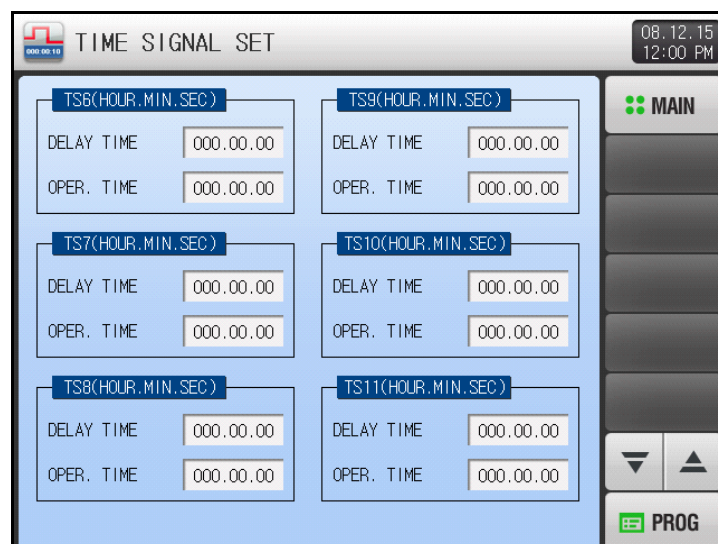 000:00:10
TIME SIGNAL SET
08.12.15
12:00 PM
TS6(HOUR.MIN.SEC)
DELAY TIME 000.00.00
OPER. TIME 000.00.00
TS9(HOUR.MIN.SEC)
DELAY TIME 000.00.00
OPER. TIME 000.00.00
TS7(HOUR.MIN.SEC)
DELAY TIME 000.00.00
OPER. TIME 000.00.00
TS10(HOUR.MIN.SEC)
DELAY TIME 000.00.00
OPER. TIME 000.00.00
TS8(HOUR.MIN.SEC)
DELAY TIME 000.00.00
OPER. TIME 000.00.00
TS11(HOUR.MIN.SEC)
DELAY TIME 000.00.00
OPER. TIME 000.00.00
MAIN
PROG